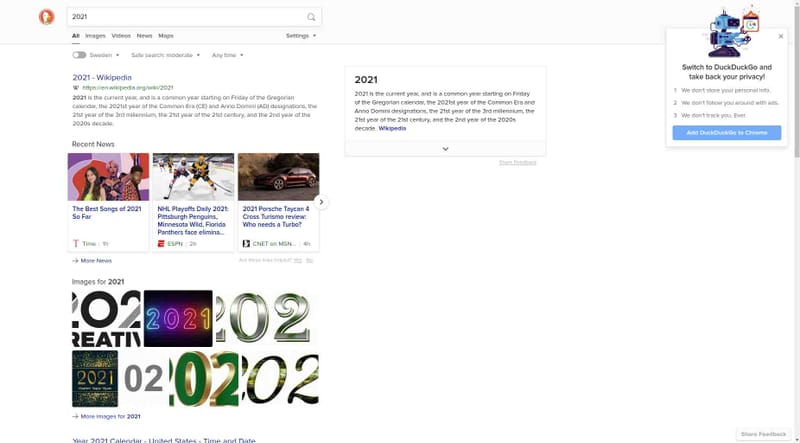 2021
All Images Videos News Maps Settings
Sweden Safe search: moderate Any time
2021 - Wikipedia
W https://en.wikipedia.org/wiki/2021
2021 is the current year, and is a common year starting on Friday of the Gregorian
calendar, the 2021st year of the Common Era (CE) and Anno Domini (AD) designations, the
21st year of the 3rd millennium, the 21st year of the 21st century, and the 2nd year of the
2020s decade.
Recent News
The Best Songs of 2021
So Far
Time 1h
NHL Playoffs Daily 2021:
Pittsburgh Penguins,
Minnesota Wild, Florida
Panthers face elimina...
ESPN 2h
2021 Porsche Taycan 4
Cross Turismo review:
Who needs a Turbo?
CNET on MSN... 4h
→ More News
Are these links helpful? Yes No
Images for 2021
202
REATIV
2021
202
2021
02
02
202
→ More Images for 2021
Year 2021 Calendar - United States - Time and Date
2021
2021 is the current year, and is a common year starting on Friday
of the Gregorian calendar, the 2021st year of the Common Era and
Anno Domini designations, the 21st year of the 3rd millennium, the
21st year of the 21st century, and the 2nd year of the 2020s
decade. Wikipedia
Share Feedback
Switch to DuckDuckGo and
take back your privacy!
1 We don't store your personal info.
2 We don't follow you around with ads.
3 We don't track you. Ever.
Add DuckDuckGo to Chrome
Share Feedback